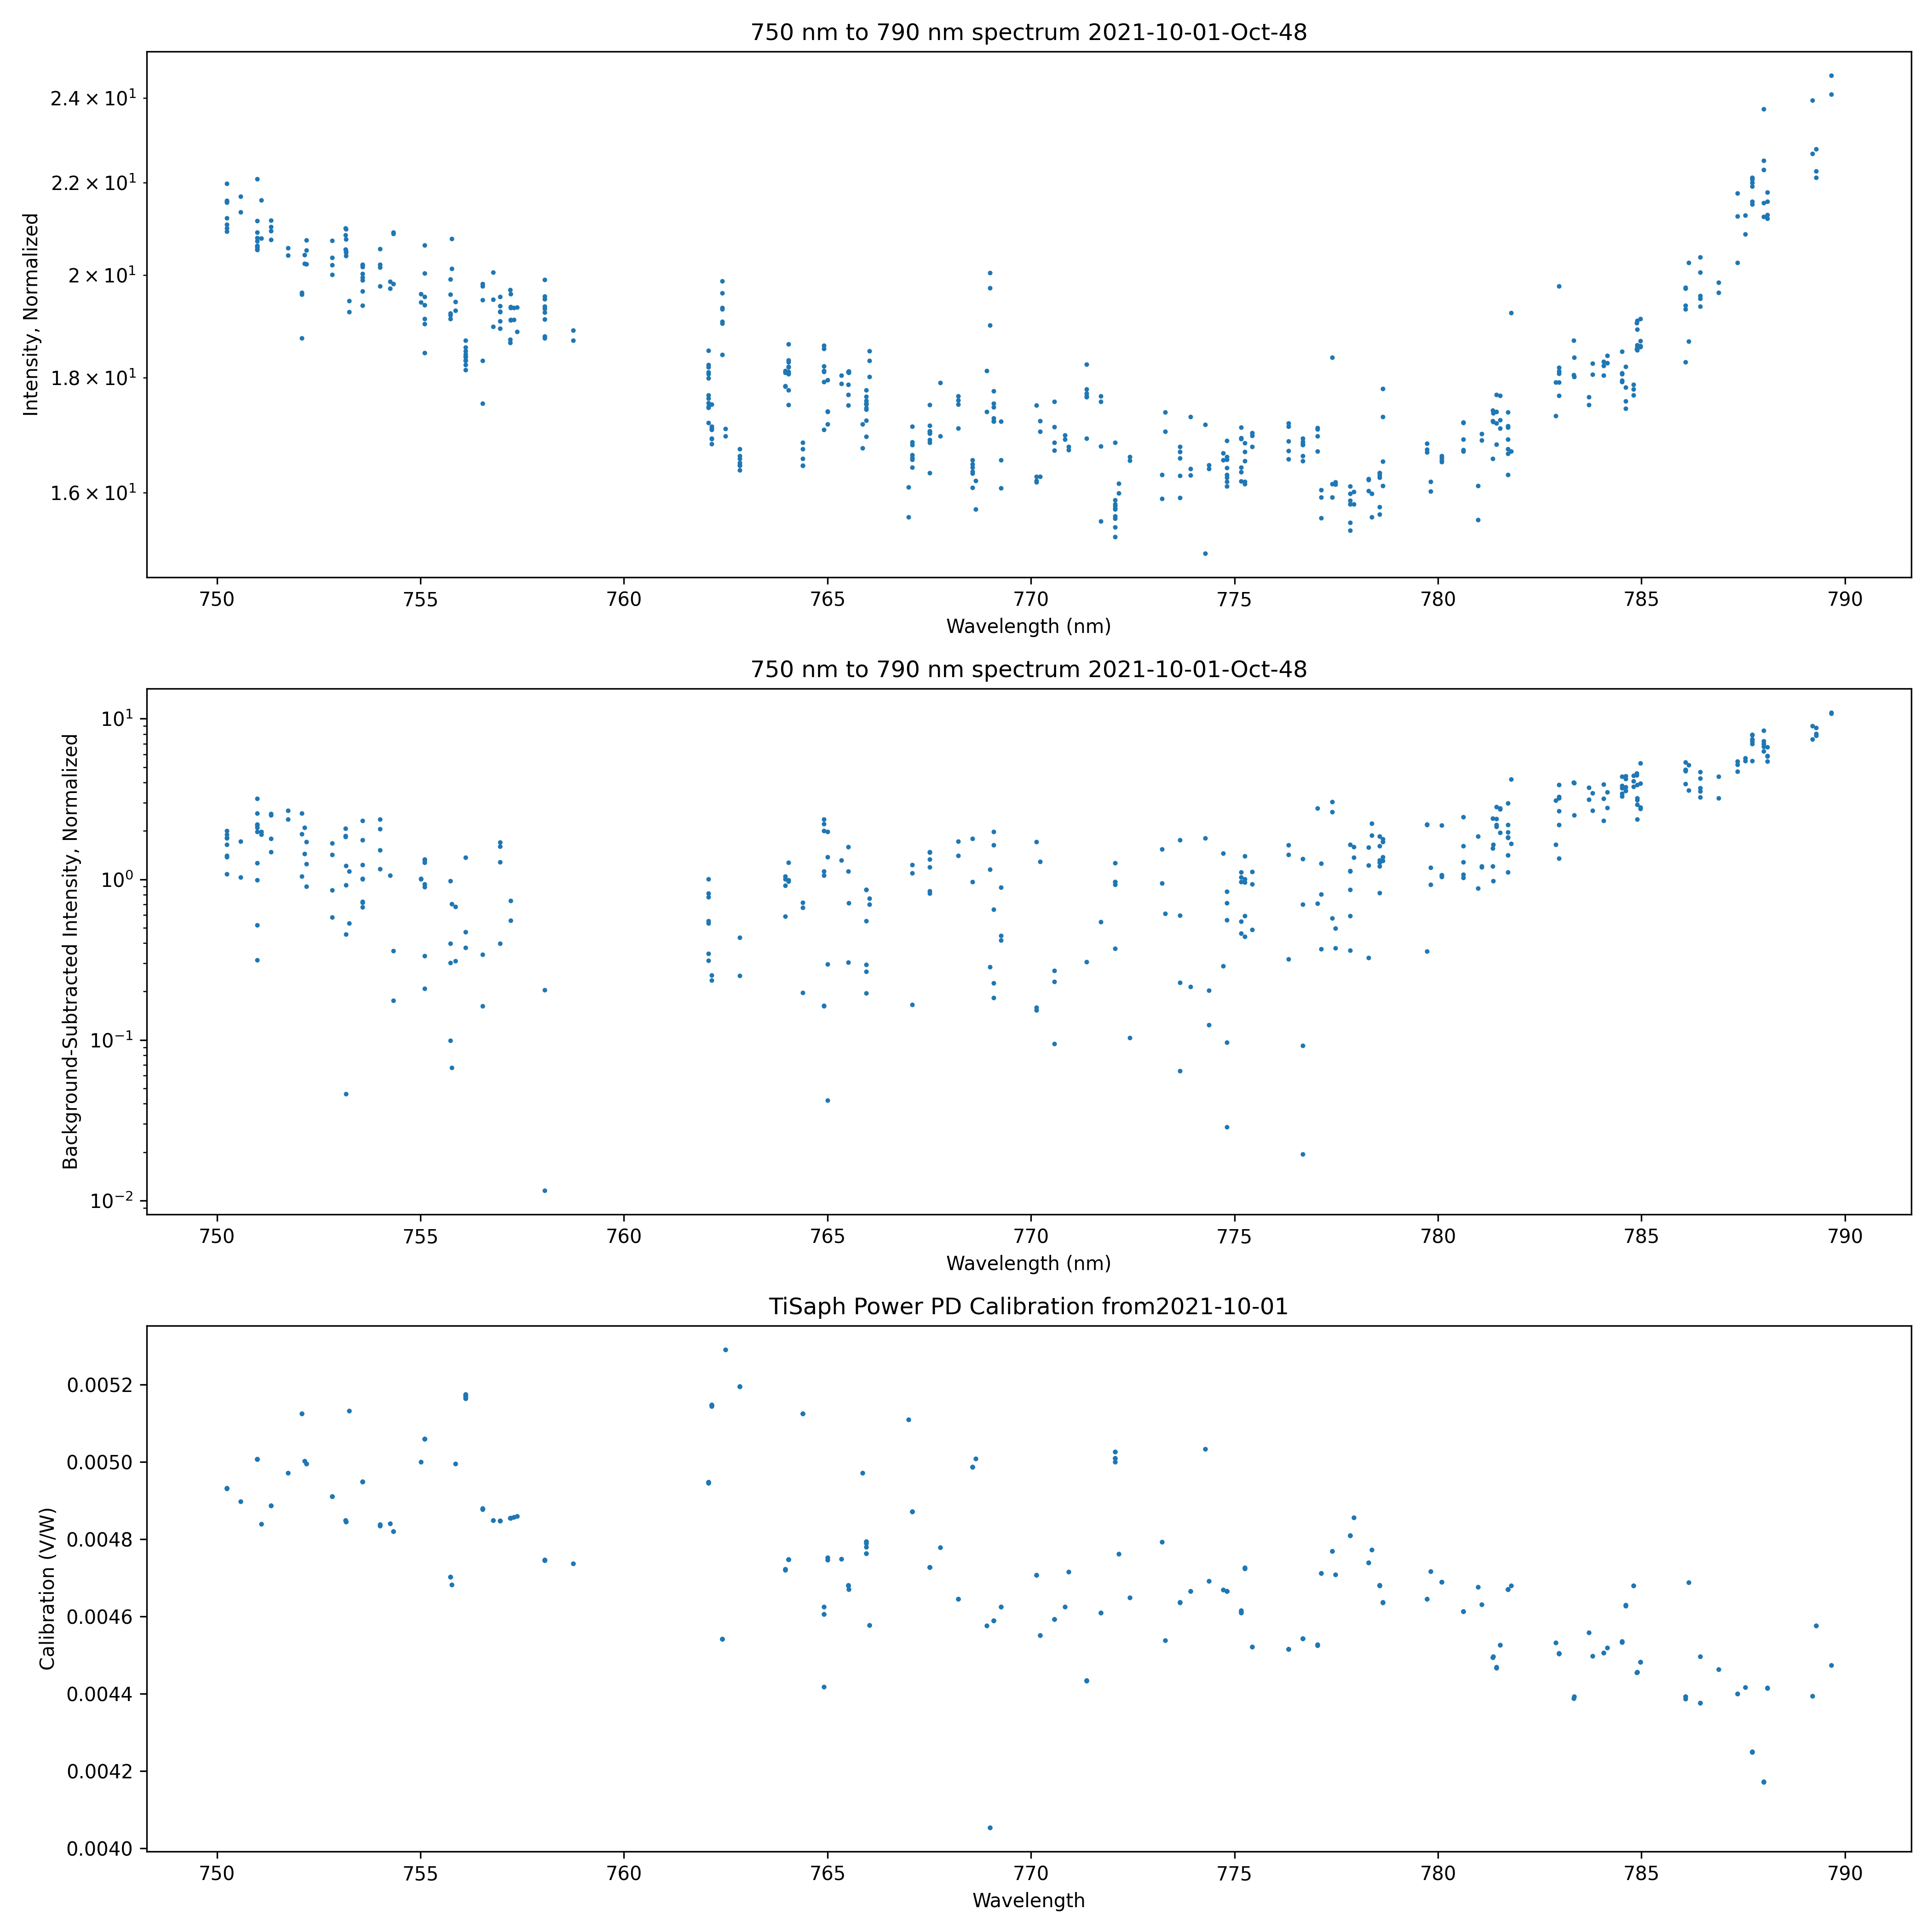 750 nm to 790 nm spectrum 2021-10-01-Oct-48
Intensity, Normalized
2.4 × 10¹
2.2 × 10¹
2 × 10¹
1.8 × 10¹
1.6 × 10¹
750 755 760 765 770 775 780 785 790
Wavelength (nm)
750 nm to 790 nm spectrum 2021-10-01-Oct-48
Background-Subtracted Intensity, Normalized
10¹
10⁰
10⁻¹
10⁻²
750 755 760 765 770 775 780 785 790
Wavelength (nm)
TiSaph Power PD Calibration from2021-10-01
Calibration (V/W)
0.0052
0.0050
0.0048
0.0046
0.0044
0.0042
0.0040
750 755 760 765 770 775 780 785 790
Wavelength